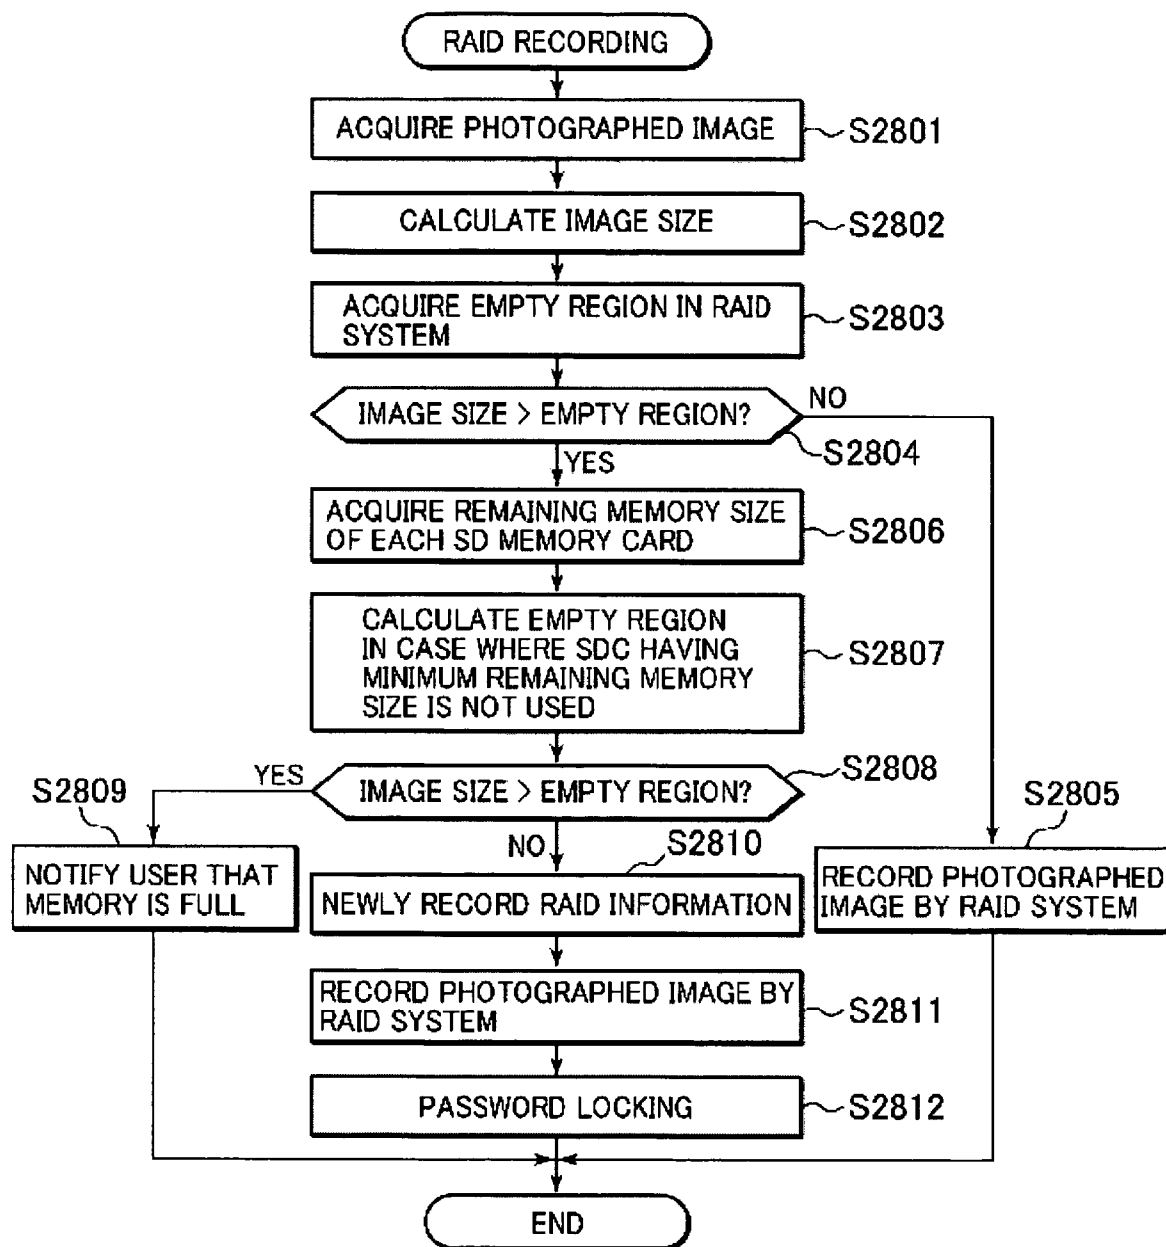 RAID RECORDING
ACQUIRE PHOTOGRAPHED IMAGE
S2801
CALCULATE IMAGE SIZE
S2802
ACQUIRE EMPTY REGION IN RAID
SYSTEM
S2803
IMAGE SIZE > EMPTY REGION?
NO
S2804
YES
ACQUIRE REMAINING MEMORY SIZE
OF EACH SD MEMORY CARD
S2806
CALCULATE EMPTY REGION
IN CASE WHERE SDC HAVING
MINIMUM REMAINING MEMORY
SIZE IS NOT USED
S2807
YES
IMAGE SIZE > EMPTY REGION?
S2808
S2809
NOTIFY USER THAT
MEMORY IS FULL
NO
S2810
NEWLY RECORD RAID INFORMATION
S2805
RECORD PHOTOGRAPHED
IMAGE BY RAID SYSTEM
RECORD PHOTOGRAPHED IMAGE BY
RAID SYSTEM
S2811
PASSWORD LOCKING
S2812
END